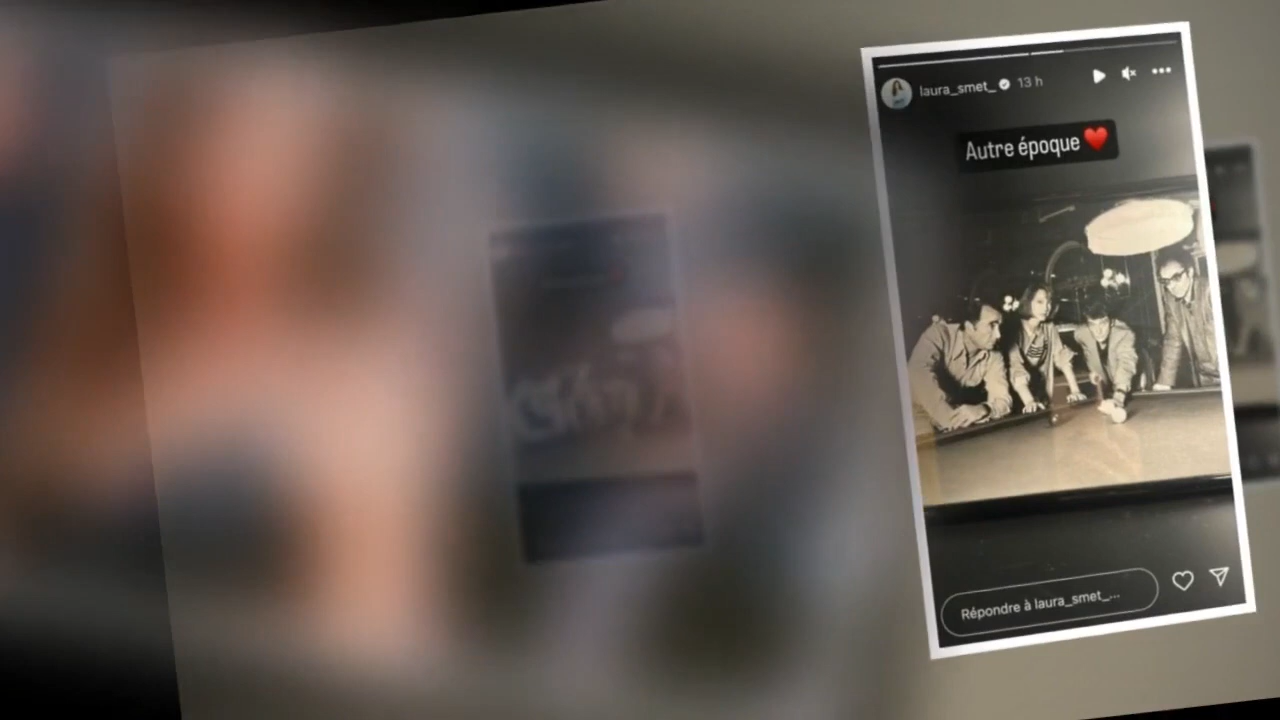 laura_smet_ 13 h
Autre époque ❤️
Répondre à laura_smet_...